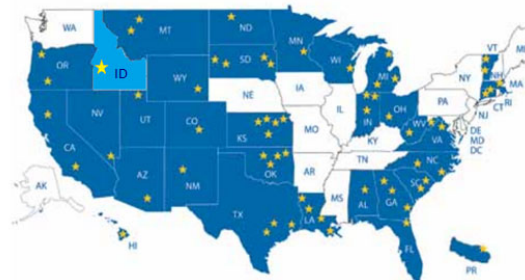 WA
MT
ND
MN
VT
ME
OR
ID
SD
WI
MI
NY
NH
MA
WY
CT
RI
NE
IA
PA
NJ
NV
UT
CO
IL
IN
OH
DE
MD
DC
CA
KS
MO
KY
WV
VA
AZ
NM
OK
AR
TN
NC
SC
AK
TX
LA
MS
AL
GA
HI
FL
PR